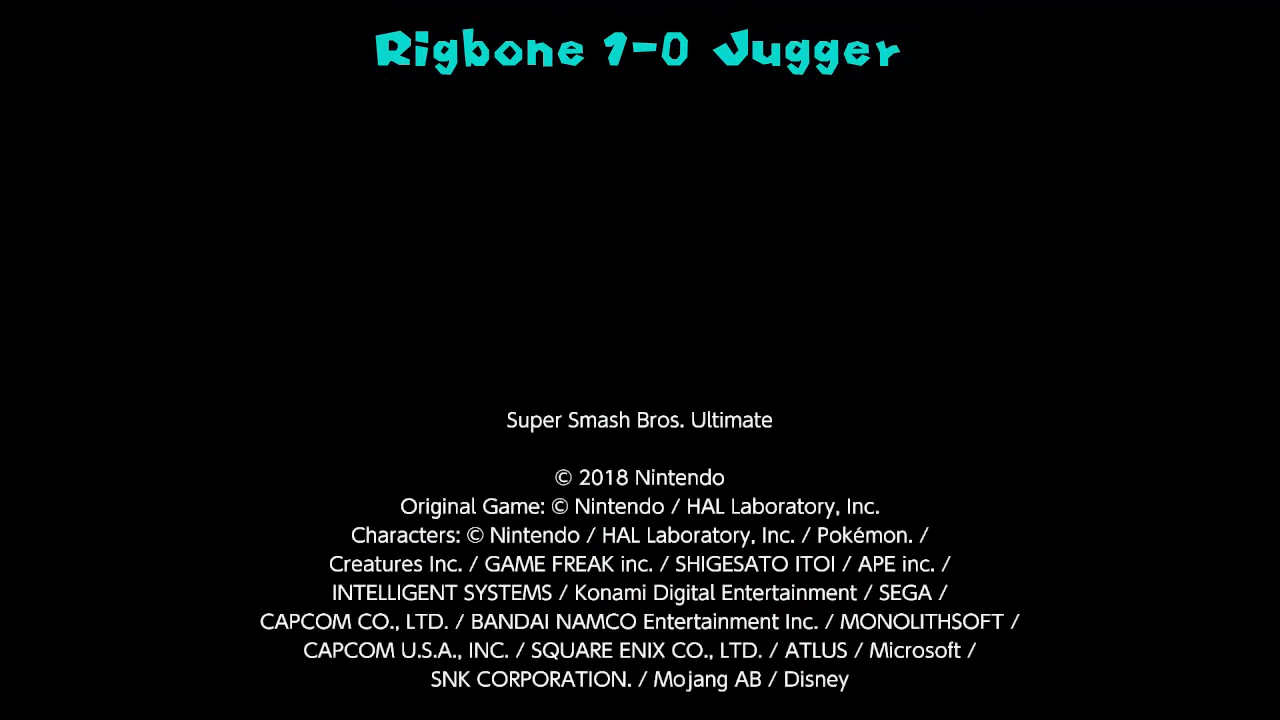 Rigbone 1-0 Jugger
Super Smash Bros. Ultimate
© 2018 Nintendo
Original Game: © Nintendo / HAL Laboratory, Inc.
Characters: © Nintendo / HAL Laboratory, Inc. / Pokémon. /
Creatures Inc. / GAME FREAK inc. / SHIGESATO ITOI / APE inc. /
INTELLIGENT SYSTEMS / Konami Digital Entertainment / SEGA /
CAPCOM CO., LTD. / BANDAI NAMCO Entertainment Inc. / MONOLITHSOFT /
CAPCOM U.S.A., INC. / SQUARE ENIX CO., LTD. / ATLUS / Microsoft /
SNK CORPORATION. / Mojang AB / Disney